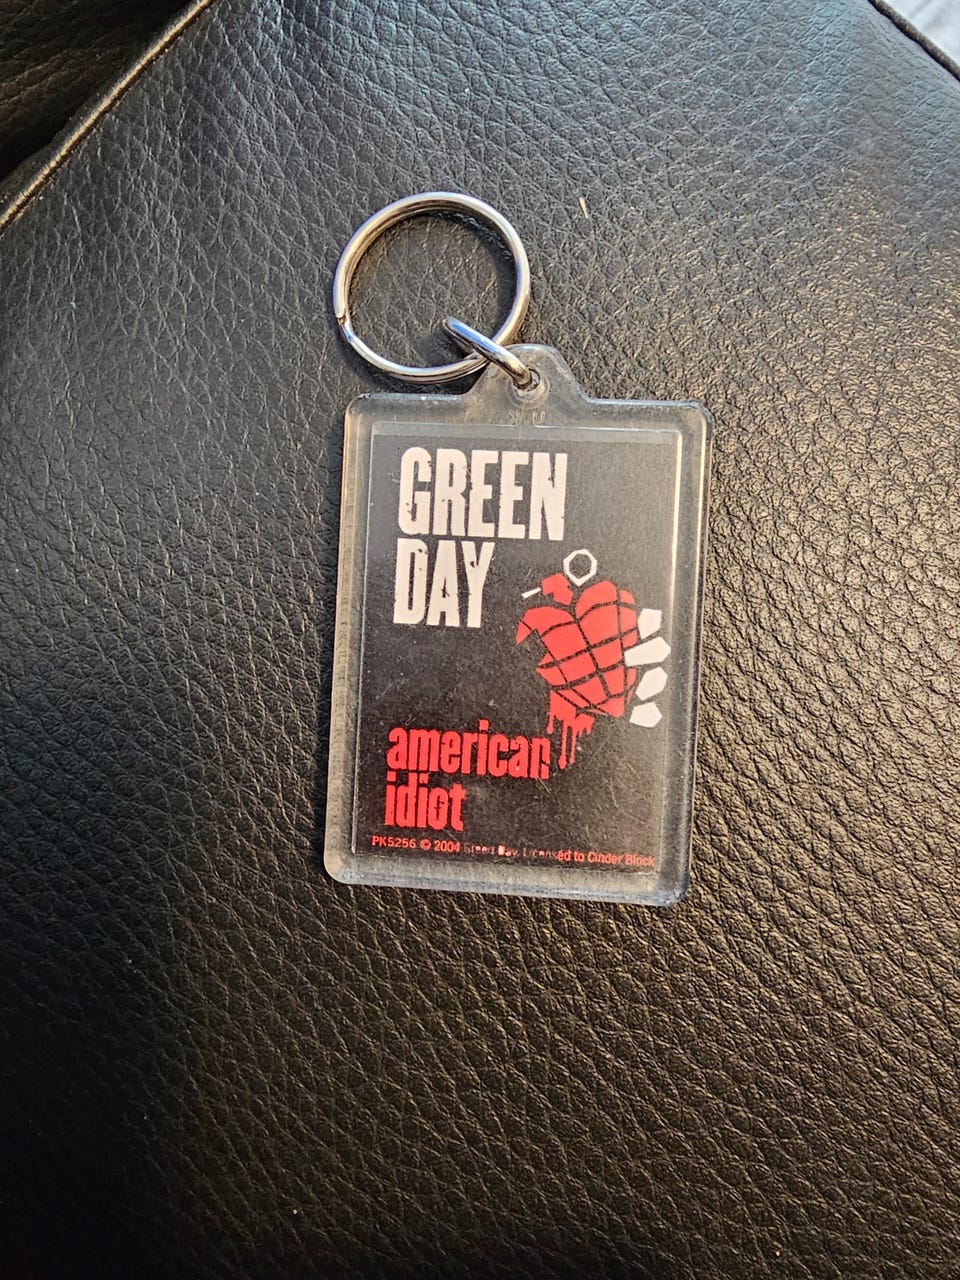 GREEN
DAY
american
idiot
PK5256 © 2004 Green Day. Licensed to Cinder Block